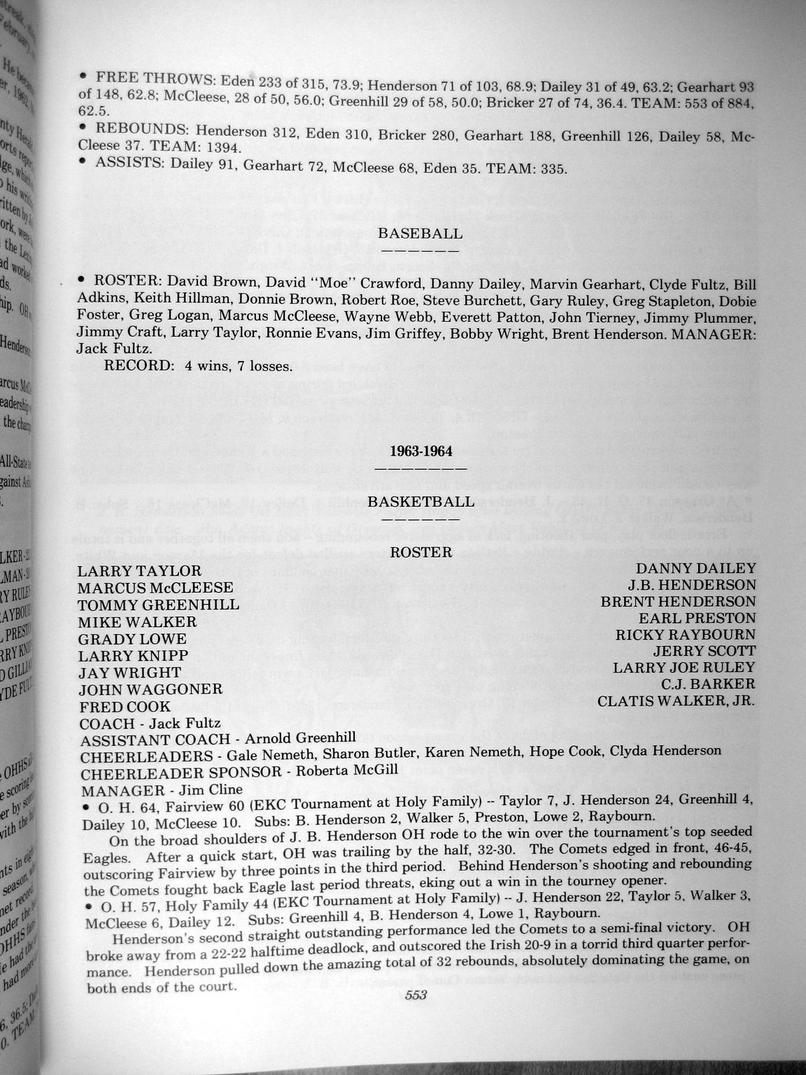 • FREE THROWS: Eden 233 of 315, 73.9; Henderson 71 of 103, 68.9; Dailey 31 of 49, 63.2; Gearhart 93
of 148, 62.8; McCleese, 28 of 50, 56.0; Greenhill 29 of 58, 50.0; Bricker 27 of 74, 36.4. TEAM: 553 of 884,
62.5.
• REBOUNDS: Henderson 312, Eden 310, Bricker 280, Gearhart 188, Greenhill 126, Dailey 58, Mc-
Cleese 37. TEAM: 1394.
• ASSISTS: Dailey 91, Gearhart 72, McCleese 68, Eden 35. TEAM: 335.
BASEBALL
• ROSTER: David Brown, David "Moe" Crawford, Danny Dailey, Marvin Gearhart, Clyde Fultz, Bill
Adkins, Keith Hillman, Donnie Brown, Robert Roe, Steve Burchett, Gary Ruley, Greg Stapleton, Dobie
Foster, Greg Logan, Marcus McCleese, Wayne Webb, Everett Patton, John Tierney, Jimmy Plummer,
Jimmy Craft, Larry Taylor, Ronnie Evans, Jim Griffey, Bobby Wright, Brent Henderson. MANAGER:
Jack Fultz.
RECORD: 4 wins, 7 losses.
1963-1964
BASKETBALL
ROSTER
LARRY TAYLOR
MARCUS McCLEESE
TOMMY GREENHILL
MIKE WALKER
GRADY LOWE
LARRY KNIPP
JAY WRIGHT
JOHN WAGGONER
FRED COOK
DANNY DAILEY
J.B. HENDERSON
BRENT HENDERSON
EARL PRESTON
RICKY RAYBOURN
JERRY SCOTT
LARRY JOE RULEY
C.J. BARKER
CLATIS WALKER, JR.
COACH - Jack Fultz
ASSISTANT COACH - Arnold Greenhill
CHEERLEADERS - Gale Nemeth, Sharon Butler, Karen Nemeth, Hope Cook, Clyda Henderson
CHEERLEADER SPONSOR - Roberta McGill
MANAGER - Jim Cline
• O. H. 64, Fairview 60 (EKC Tournament at Holy Family) -- Taylor 7, J. Henderson 24, Greenhill 4,
Dailey 10, McCleese 10. Subs: B. Henderson 2, Walker 5, Preston, Lowe 2, Raybourn.
On the broad shoulders of J. B. Henderson OH rode to the win over the tournament's top seeded
Eagles. After a quick start, OH was trailing by the half, 32-30. The Comets edged in front, 46-45,
outscoring Fairview by three points in the third period. Behind Henderson's shooting and rebounding
the Comets fought back Eagle last period threats, eking out a win in the tourney opener.
• O. H. 57, Holy Family 44 (EKC Tournament at Holy Family) -- J. Henderson 22, Taylor 5, Walker 3,
McCleese 6, Dailey 12. Subs: Greenhill 4, B. Henderson 4, Lowe 1, Raybourn.
Henderson's second straight outstanding performance led the Comets to a semi-final victory. OH
broke away from a 22-22 halftime deadlock, and outscored the Irish 20-9 in a torrid third quarter perfor-
mance. Henderson pulled down the amazing total of 32 rebounds, absolutely dominating the game, on
both ends of the court.
553